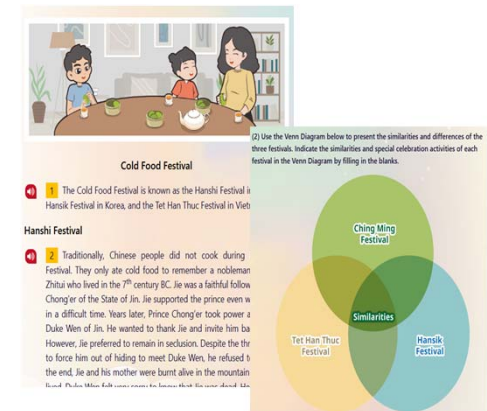 Cold Food Festival
1 The Cold Food Festival is known as the Hanshi Festival
Hansik Festival in Korea, and the Tet Han Thuc Festival in
Hanshi Festival
2 Traditionally, Chinese people did not cook during
Festival. They only ate cold food to remember a nobleman
Zhitui who lived in the 7th century BC. Jie was a faithful
Chong'er of the State of Jin. Jie supported the prince even
in a difficult time. Years later, Prince Chong'er took power
Duke Wen of Jin. He wanted to thank Jie and invite him
However, Jie preferred to remain in seclusion. Despite the
to force him out of hiding to meet Duke Wen, he refused
the end, Jie and his mother were burnt alive in the mountain
(2) Use the Venn Diagram below to present the similarities and differences of the
three festivals. Indicate the similarities and special celebration activities of each
festival in the Venn Diagram by filling in the blanks.
Ching Ming
Festival
Similarities
Tet Han Thuc
Festival
Hansik
Festival